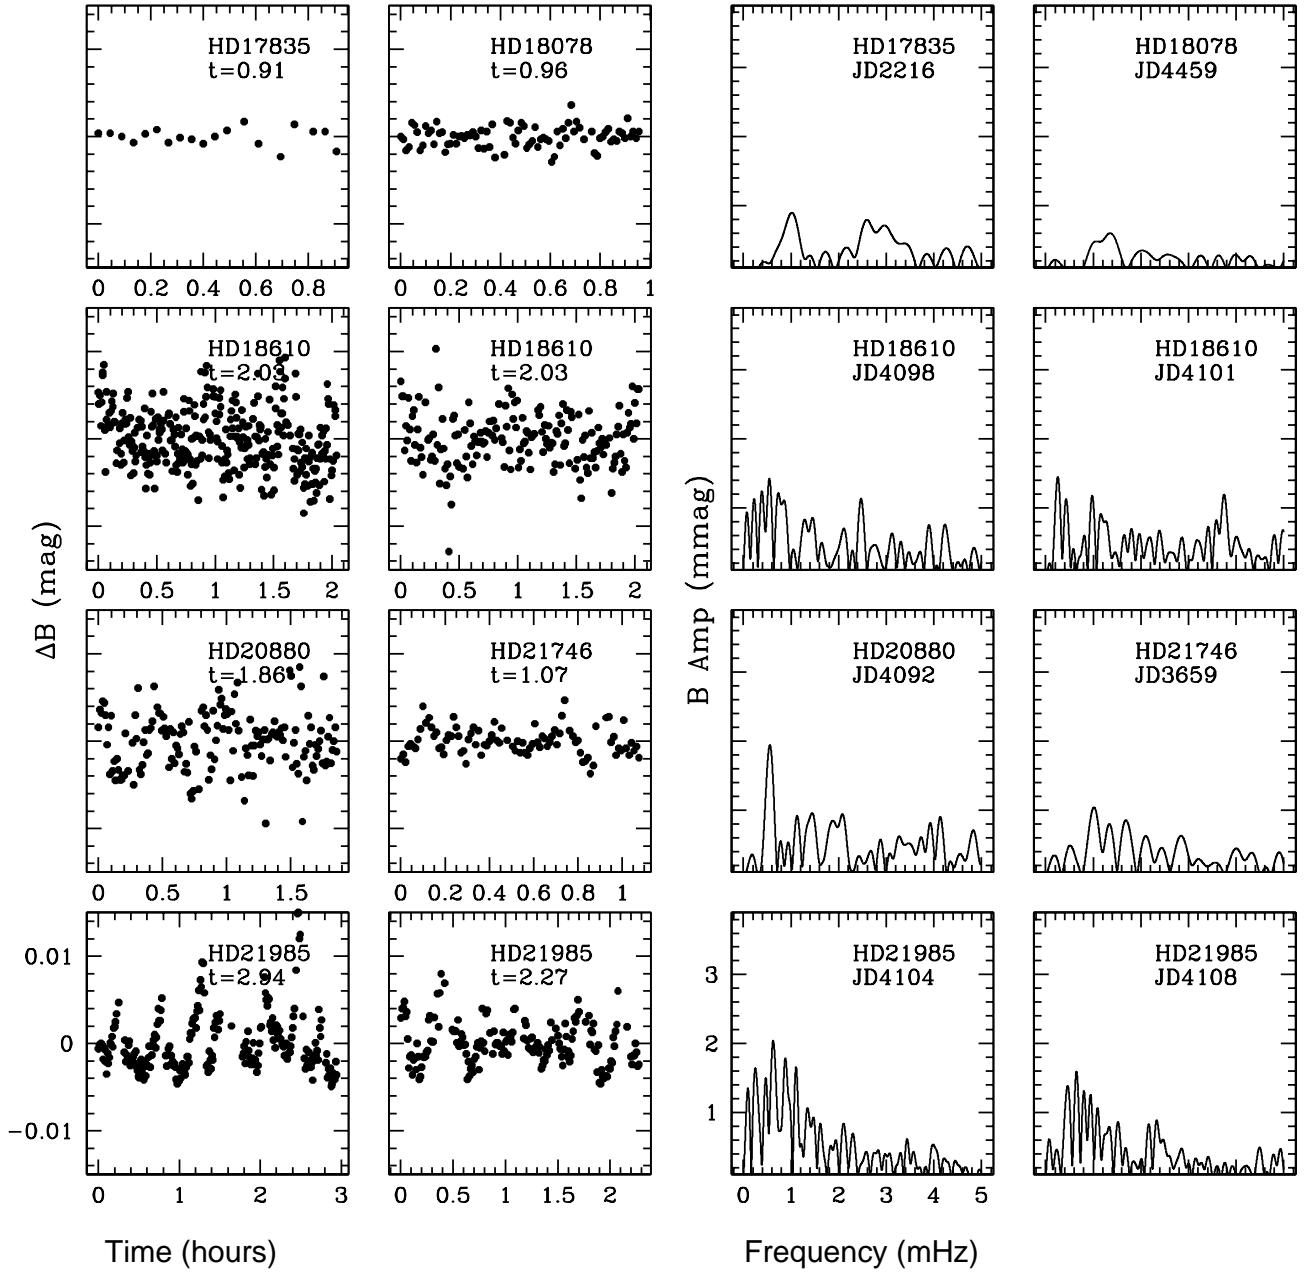 HD17835
t=0.91
HD18078
t=0.96
HD17835
JD2216
HD18078
JD4459
0 0.2 0.4 0.6 0.8
0 0.2 0.4 0.6 0.8 1
HD18610
t=2.03
HD18610
t=2.03
HD18610
JD4098
HD18610
JD4101
0 0.5 1 1.5 2
0 0.5 1 1.5 2
ΔB (mag)
B Amp (mmag)
HD20880
t=1.86
HD21746
t=1.07
HD20880
JD4092
HD21746
JD3659
0 0.5 1 1.5
0 0.2 0.4 0.6 0.8 1
HD21985
t=2.94
HD21985
t=2.27
HD21985
JD4104
HD21985
JD4108
0.01
0
−0.01
3
2
1
0 1 2 3
0 0.5 1 1.5 2
0 1 2 3 4 5
Time (hours)
Frequency (mHz)